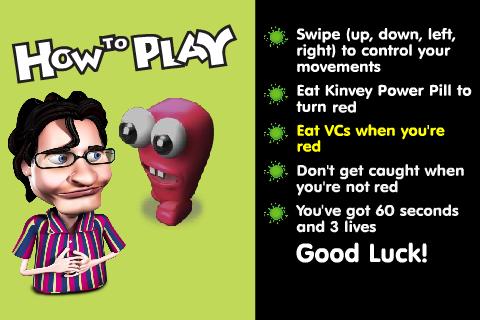 How To Play
Swipe (up, down, left,
right) to control your
movements
Eat Kinvey Power Pill to
turn red
Eat VCs when you're
red
Don't get caught when
you're not red
You've got 60 seconds
and 3 lives
Good Luck!